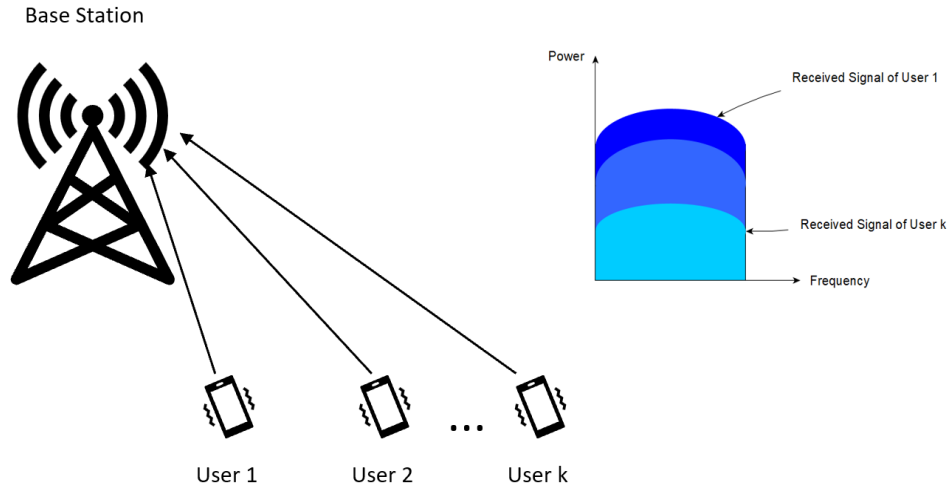 Base Station
Power
Received Signal of User 1
Received Signal of User k
Frequency
...
User 1
User 2
User k